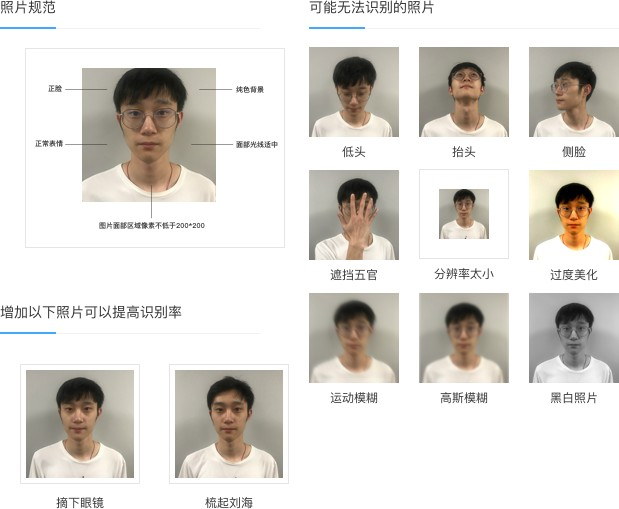 照片规范
正脸
纯色背景
正常表情
面部光线适中
图片面部区域像素不低于200*200
增加以下照片可以提高识别率
摘下眼镜
梳起刘海
可能无法识别的照片
低头
抬头
侧脸
遮挡五官
分辨率太小
过度美化
运动模糊
高斯模糊
黑白照片